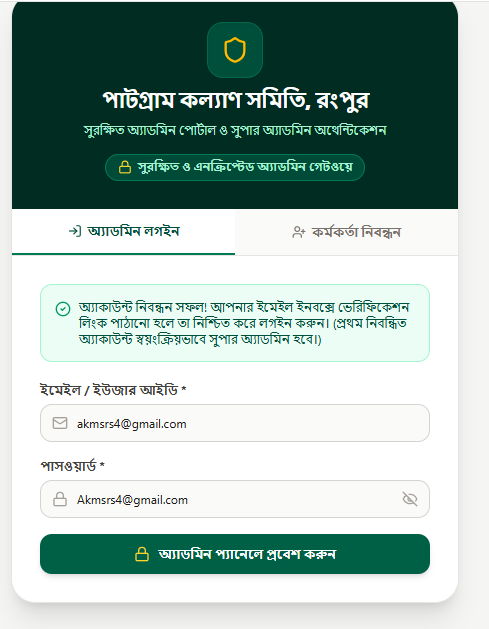 পাটগ্রাম কল্যাণ সমিতি, রংপুর
সুরক্ষিত অ্যাডমিন পোর্টাল ও সুপার অ্যাডমিন অথেন্টিকেশন
সুরক্ষিত ও এনক্রিপ্টেড অ্যাডমিন গেটওয়ে
অ্যাডমিন লগইন
কর্মকর্তা নিবন্ধন
অ্যাকাউন্ট নিবন্ধন সফল! আপনার ইমেইল ইনবক্সে ভেরিফিকেশন
লিংক পাঠানো হলে তা নিশ্চিত করে লগইন করুন। (প্রথম নিবন্ধিত
অ্যাকাউন্ট স্বয়ংক্রিয়ভাবে সুপার অ্যাডমিন হবে।)
ইমেইল / ইউজার আইডি *
akmsrs4@gmail.com
পাসওয়ার্ড *
Akmsrs4@gmail.com
অ্যাডমিন প্যানেলে প্রবেশ করুন